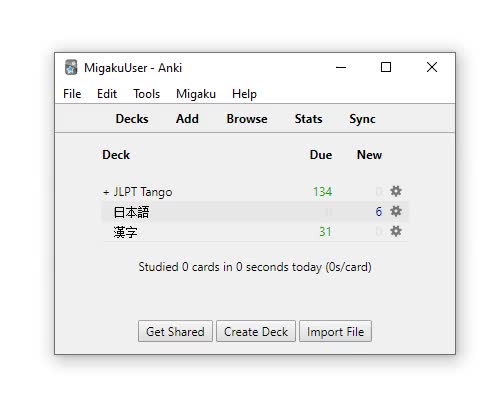 MigakuUser - Anki
File Edit Tools Migaku Help
Decks Add Browse Stats Sync
Deck Due New
+ JLPT Tango 134 0
日本語 0 6
漢字 31 0
Studied 0 cards in 0 seconds today (0s/card)
Get Shared Create Deck Import File